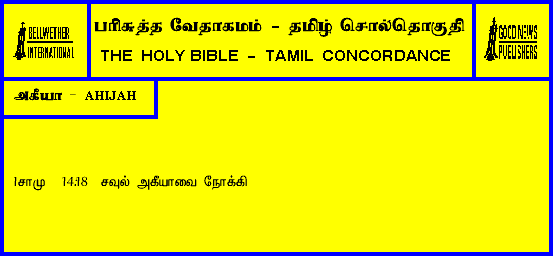 BELLWETHER
INTERNATIONAL
பரிசுத்த வேதாகமம் - தமிழ் சொல்தொகுதி
THE HOLY BIBLE - TAMIL CONCORDANCE
GOOD NEWS
PUBLISHERS
அகீயா - AHIJAH
1சாமு 14:18 சவுல் அகீயாவை நோக்கி